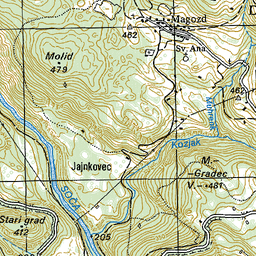 Magozd
482
Sv. Ana
Molid
479
462
Kozjak
Jajnkovec
M.-
-Gradec
V.- 481
SOČA
Stari grad
412
205